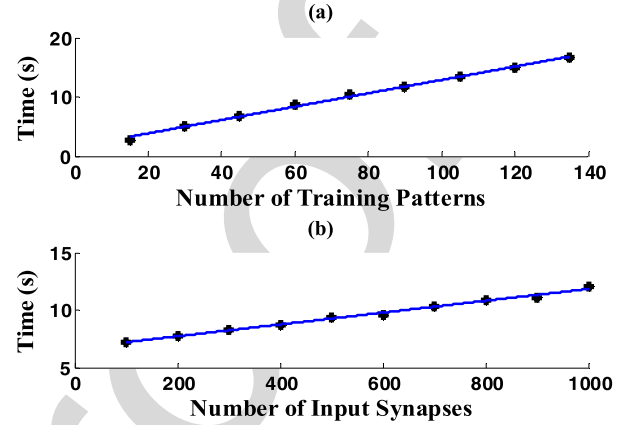 (a)
20
10
0
Time (s)
0 20 40 60 80 100 120 140
Number of Training Patterns
(b)
15
10
5
Time (s)
0 200 400 600 800 1000
Number of Input Synapses